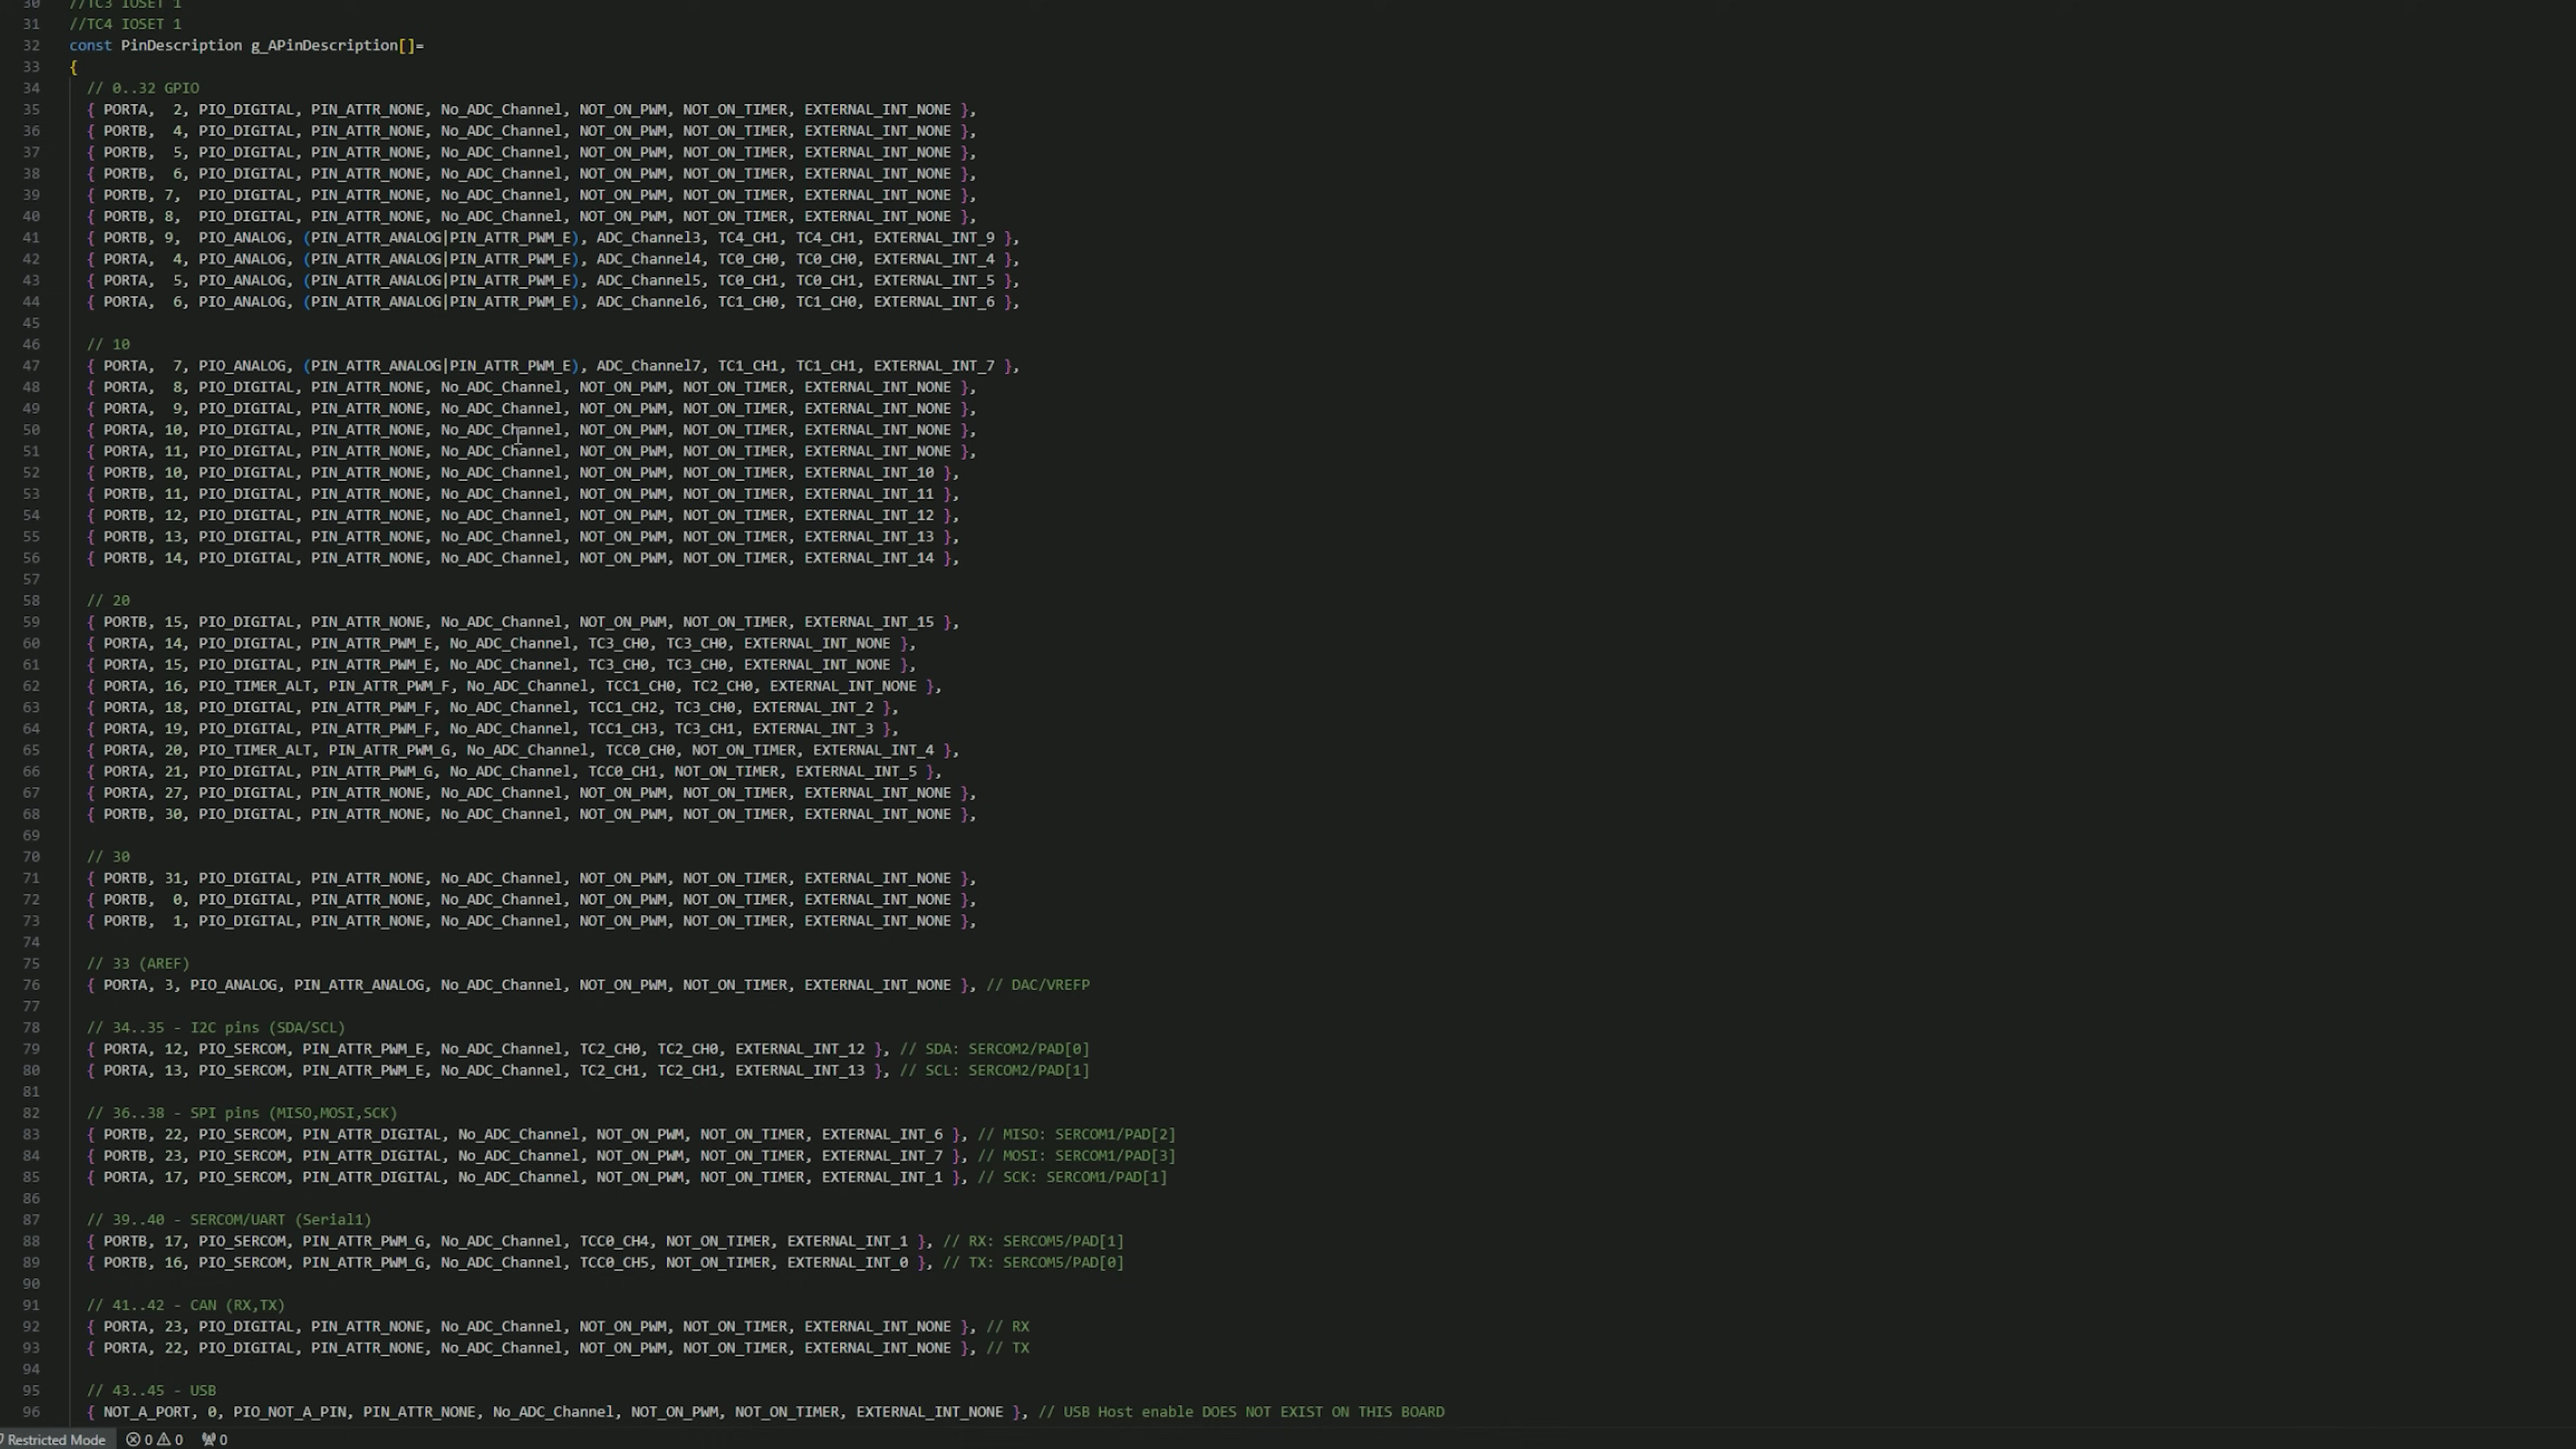 30 //TC3 IOSET 1
31 //TC4 IOSET 1
32 const PinDescription g_APinDescription[]=
33 {
34 // 0..32 GPIO
35 { PORTA, 2, PIO_DIGITAL, PIN_ATTR_NONE, No_ADC_Channel, NOT_ON_PWM, NOT_ON_TIMER, EXTERNAL_INT_NONE },
36 { PORTB, 4, PIO_DIGITAL, PIN_ATTR_NONE, No_ADC_Channel, NOT_ON_PWM, NOT_ON_TIMER, EXTERNAL_INT_NONE },
37 { PORTB, 5, PIO_DIGITAL, PIN_ATTR_NONE, No_ADC_Channel, NOT_ON_PWM, NOT_ON_TIMER, EXTERNAL_INT_NONE },
38 { PORTB, 6, PIO_DIGITAL, PIN_ATTR_NONE, No_ADC_Channel, NOT_ON_PWM, NOT_ON_TIMER, EXTERNAL_INT_NONE },
39 { PORTB, 7, PIO_DIGITAL, PIN_ATTR_NONE, No_ADC_Channel, NOT_ON_PWM, NOT_ON_TIMER, EXTERNAL_INT_NONE },
40 { PORTB, 8, PIO_DIGITAL, PIN_ATTR_NONE, No_ADC_Channel, NOT_ON_PWM, NOT_ON_TIMER, EXTERNAL_INT_NONE },
41 { PORTB, 9, PIO_ANALOG, (PIN_ATTR_ANALOG|PIN_ATTR_PWM_E), ADC_Channel3, TC4_CH1, TC4_CH1, EXTERNAL_INT_9 },
42 { PORTA, 4, PIO_ANALOG, (PIN_ATTR_ANALOG|PIN_ATTR_PWM_E), ADC_Channel4, TC0_CH0, TC0_CH0, EXTERNAL_INT_4 },
43 { PORTA, 5, PIO_ANALOG, (PIN_ATTR_ANALOG|PIN_ATTR_PWM_E), ADC_Channel5, TC0_CH1, TC0_CH1, EXTERNAL_INT_5 },
44 { PORTA, 6, PIO_ANALOG, (PIN_ATTR_ANALOG|PIN_ATTR_PWM_E), ADC_Channel6, TC1_CH0, TC1_CH0, EXTERNAL_INT_6 },
45
46 // 10
47 { PORTA, 7, PIO_ANALOG, (PIN_ATTR_ANALOG|PIN_ATTR_PWM_E), ADC_Channel7, TC1_CH1, TC1_CH1, EXTERNAL_INT_7 },
48 { PORTA, 8, PIO_DIGITAL, PIN_ATTR_NONE, No_ADC_Channel, NOT_ON_PWM, NOT_ON_TIMER, EXTERNAL_INT_NONE },
49 { PORTA, 9, PIO_DIGITAL, PIN_ATTR_NONE, No_ADC_Channel, NOT_ON_PWM, NOT_ON_TIMER, EXTERNAL_INT_NONE },
50 { PORTA, 10, PIO_DIGITAL, PIN_ATTR_NONE, No_ADC_Channel, NOT_ON_PWM, NOT_ON_TIMER, EXTERNAL_INT_NONE },
51 { PORTA, 11, PIO_DIGITAL, PIN_ATTR_NONE, No_ADC_Channel, NOT_ON_PWM, NOT_ON_TIMER, EXTERNAL_INT_NONE },
52 { PORTB, 10, PIO_DIGITAL, PIN_ATTR_NONE, No_ADC_Channel, NOT_ON_PWM, NOT_ON_TIMER, EXTERNAL_INT_10 },
53 { PORTB, 11, PIO_DIGITAL, PIN_ATTR_NONE, No_ADC_Channel, NOT_ON_PWM, NOT_ON_TIMER, EXTERNAL_INT_11 },
54 { PORTB, 12, PIO_DIGITAL, PIN_ATTR_NONE, No_ADC_Channel, NOT_ON_PWM, NOT_ON_TIMER, EXTERNAL_INT_12 },
55 { PORTB, 13, PIO_DIGITAL, PIN_ATTR_NONE, No_ADC_Channel, NOT_ON_PWM, NOT_ON_TIMER, EXTERNAL_INT_13 },
56 { PORTB, 14, PIO_DIGITAL, PIN_ATTR_NONE, No_ADC_Channel, NOT_ON_PWM, NOT_ON_TIMER, EXTERNAL_INT_14 },
57
58 // 20
59 { PORTB, 15, PIO_DIGITAL, PIN_ATTR_NONE, No_ADC_Channel, NOT_ON_PWM, NOT_ON_TIMER, EXTERNAL_INT_15 },
60 { PORTA, 14, PIO_DIGITAL, PIN_ATTR_PWM_E, No_ADC_Channel, TC3_CH0, TC3_CH0, EXTERNAL_INT_NONE },
61 { PORTA, 15, PIO_DIGITAL, PIN_ATTR_PWM_E, No_ADC_Channel, TC3_CH0, TC3_CH0, EXTERNAL_INT_NONE },
62 { PORTA, 16, PIO_TIMER_ALT, PIN_ATTR_PWM_F, No_ADC_Channel, TCC1_CH0, TC2_CH0, EXTERNAL_INT_NONE },
63 { PORTA, 18, PIO_DIGITAL, PIN_ATTR_PWM_F, No_ADC_Channel, TCC1_CH2, TC3_CH0, EXTERNAL_INT_2 },
64 { PORTA, 19, PIO_DIGITAL, PIN_ATTR_PWM_F, No_ADC_Channel, TCC1_CH3, TC3_CH1, EXTERNAL_INT_3 },
65 { PORTA, 20, PIO_TIMER_ALT, PIN_ATTR_PWM_G, No_ADC_Channel, TCC0_CH0, NOT_ON_TIMER, EXTERNAL_INT_4 },
66 { PORTA, 21, PIO_DIGITAL, PIN_ATTR_PWM_G, No_ADC_Channel, TCC0_CH1, NOT_ON_TIMER, EXTERNAL_INT_5 },
67 { PORTA, 27, PIO_DIGITAL, PIN_ATTR_NONE, No_ADC_Channel, NOT_ON_PWM, NOT_ON_TIMER, EXTERNAL_INT_NONE },
68 { PORTB, 30, PIO_DIGITAL, PIN_ATTR_NONE, No_ADC_Channel, NOT_ON_PWM, NOT_ON_TIMER, EXTERNAL_INT_NONE },
69
70 // 30
71 { PORTB, 31, PIO_DIGITAL, PIN_ATTR_NONE, No_ADC_Channel, NOT_ON_PWM, NOT_ON_TIMER, EXTERNAL_INT_NONE },
72 { PORTB, 0, PIO_DIGITAL, PIN_ATTR_NONE, No_ADC_Channel, NOT_ON_PWM, NOT_ON_TIMER, EXTERNAL_INT_NONE },
73 { PORTB, 1, PIO_DIGITAL, PIN_ATTR_NONE, No_ADC_Channel, NOT_ON_PWM, NOT_ON_TIMER, EXTERNAL_INT_NONE },
74
75 // 33 (AREF)
76 { PORTA, 3, PIO_ANALOG, PIN_ATTR_ANALOG, No_ADC_Channel, NOT_ON_PWM, NOT_ON_TIMER, EXTERNAL_INT_NONE }, // DAC/VREFP
77
78 // 34..35 - I2C pins (SDA/SCL)
79 { PORTA, 12, PIO_SERCOM, PIN_ATTR_PWM_E, No_ADC_Channel, TC2_CH0, TC2_CH0, EXTERNAL_INT_12 }, // SDA: SERCOM2/PAD[0]
80 { PORTA, 13, PIO_SERCOM, PIN_ATTR_PWM_E, No_ADC_Channel, TC2_CH1, TC2_CH1, EXTERNAL_INT_13 }, // SCL: SERCOM2/PAD[1]
81
82 // 36..38 - SPI pins (MISO,MOSI,SCK)
83 { PORTB, 22, PIO_SERCOM, PIN_ATTR_DIGITAL, No_ADC_Channel, NOT_ON_PWM, NOT_ON_TIMER, EXTERNAL_INT_6 }, // MISO: SERCOM1/PAD[2]
84 { PORTB, 23, PIO_SERCOM, PIN_ATTR_DIGITAL, No_ADC_Channel, NOT_ON_PWM, NOT_ON_TIMER, EXTERNAL_INT_7 }, // MOSI: SERCOM1/PAD[3]
85 { PORTA, 17, PIO_SERCOM, PIN_ATTR_DIGITAL, No_ADC_Channel, NOT_ON_PWM, NOT_ON_TIMER, EXTERNAL_INT_1 }, // SCK: SERCOM1/PAD[1]
86
87 // 39..40 - SERCOM/UART (Serial1)
88 { PORTB, 17, PIO_SERCOM, PIN_ATTR_PWM_G, No_ADC_Channel, TCC0_CH4, NOT_ON_TIMER, EXTERNAL_INT_1 }, // RX: SERCOM5/PAD[1]
89 { PORTB, 16, PIO_SERCOM, PIN_ATTR_PWM_G, No_ADC_Channel, TCC0_CH5, NOT_ON_TIMER, EXTERNAL_INT_0 }, // TX: SERCOM5/PAD[0]
90
91 // 41..42 - CAN (RX,TX)
92 { PORTA, 23, PIO_DIGITAL, PIN_ATTR_NONE, No_ADC_Channel, NOT_ON_PWM, NOT_ON_TIMER, EXTERNAL_INT_NONE }, // RX
93 { PORTA, 22, PIO_DIGITAL, PIN_ATTR_NONE, No_ADC_Channel, NOT_ON_PWM, NOT_ON_TIMER, EXTERNAL_INT_NONE }, // TX
94
95 // 43..45 - USB
96 { NOT_A_PORT, 0, PIO_NOT_A_PIN, PIN_ATTR_NONE, No_ADC_Channel, NOT_ON_PWM, NOT_ON_TIMER, EXTERNAL_INT_NONE }, // USB Host enable DOES NOT EXIST ON THIS BOARD
Restricted Mode 0 0 0